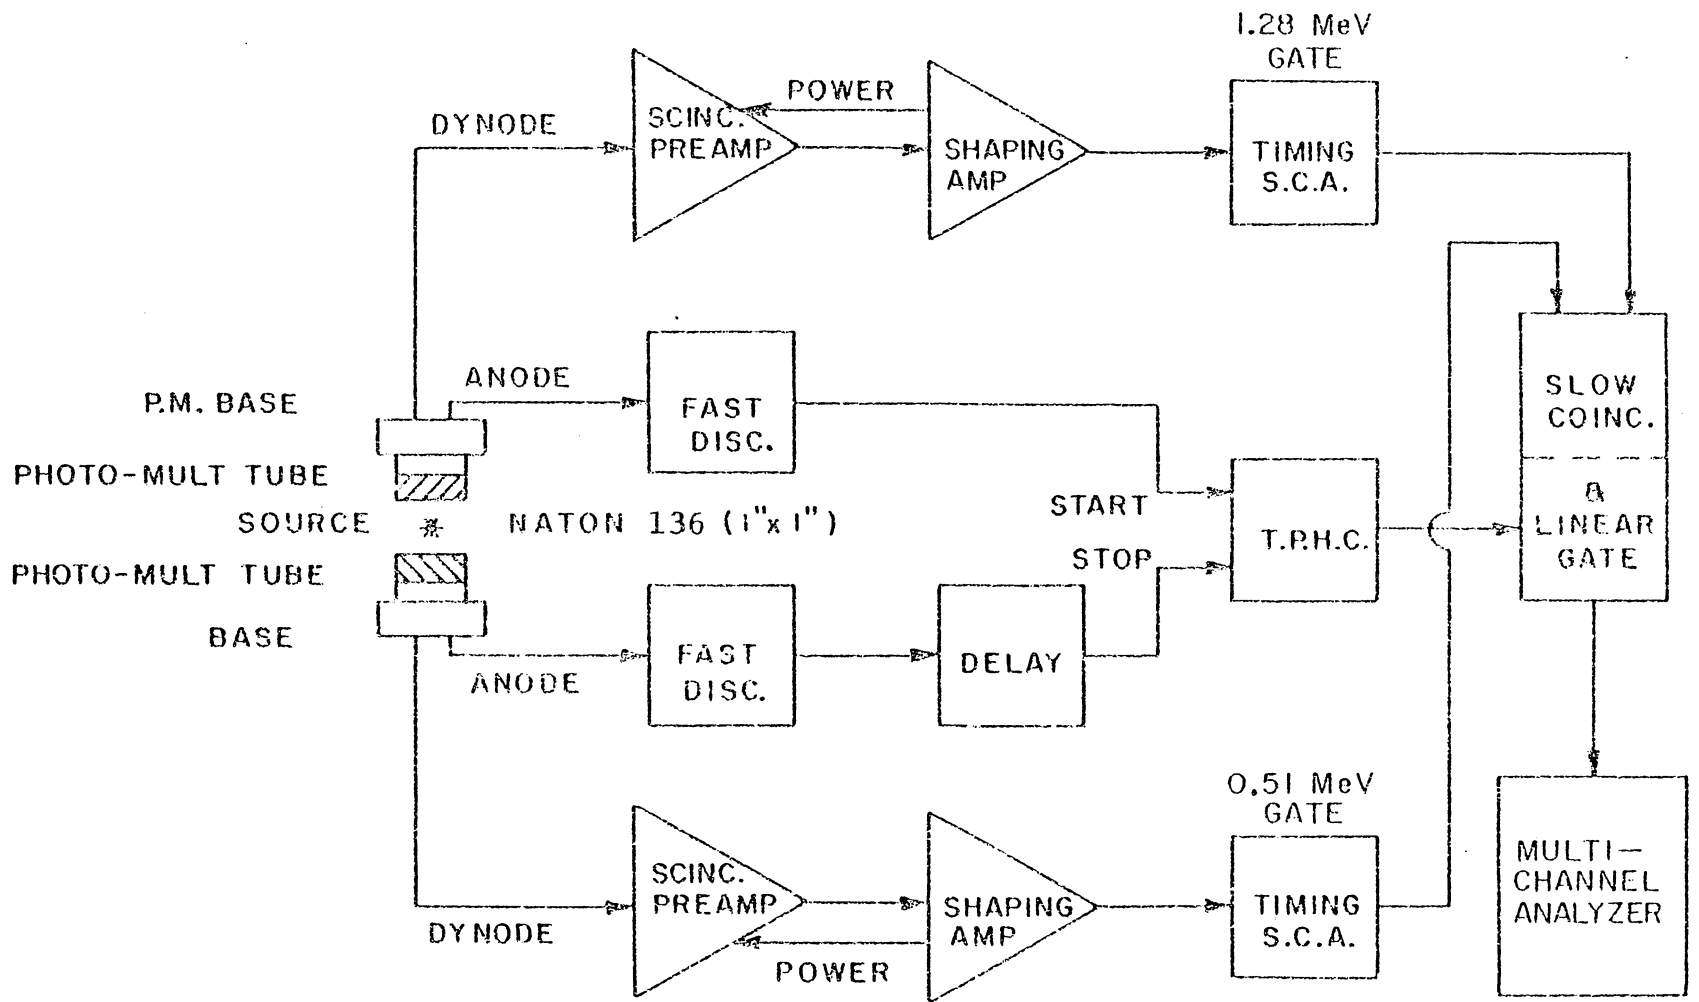 1.28 MeV
GATE
POWER
DYNODE
SCINC.
PREAMP
SHAPING
AMP
TIMING
S.C.A.
ANODE
P.M. BASE
FAST
DISC.
SLOW
COINC.
PHOTO-MULT TUBE
START
&
LINEAR
GATE
SOURCE
NATON 136 (1"x 1")
T.P.H.C.
STOP
PHOTO-MULT TUBE
BASE
ANODE
FAST
DISC.
DELAY
0.51 MeV
GATE
SCINC.
PREAMP
SHAPING
AMP
TIMING
S.C.A.
DYNODE
POWER
MULTI-
CHANNEL
ANALYZER